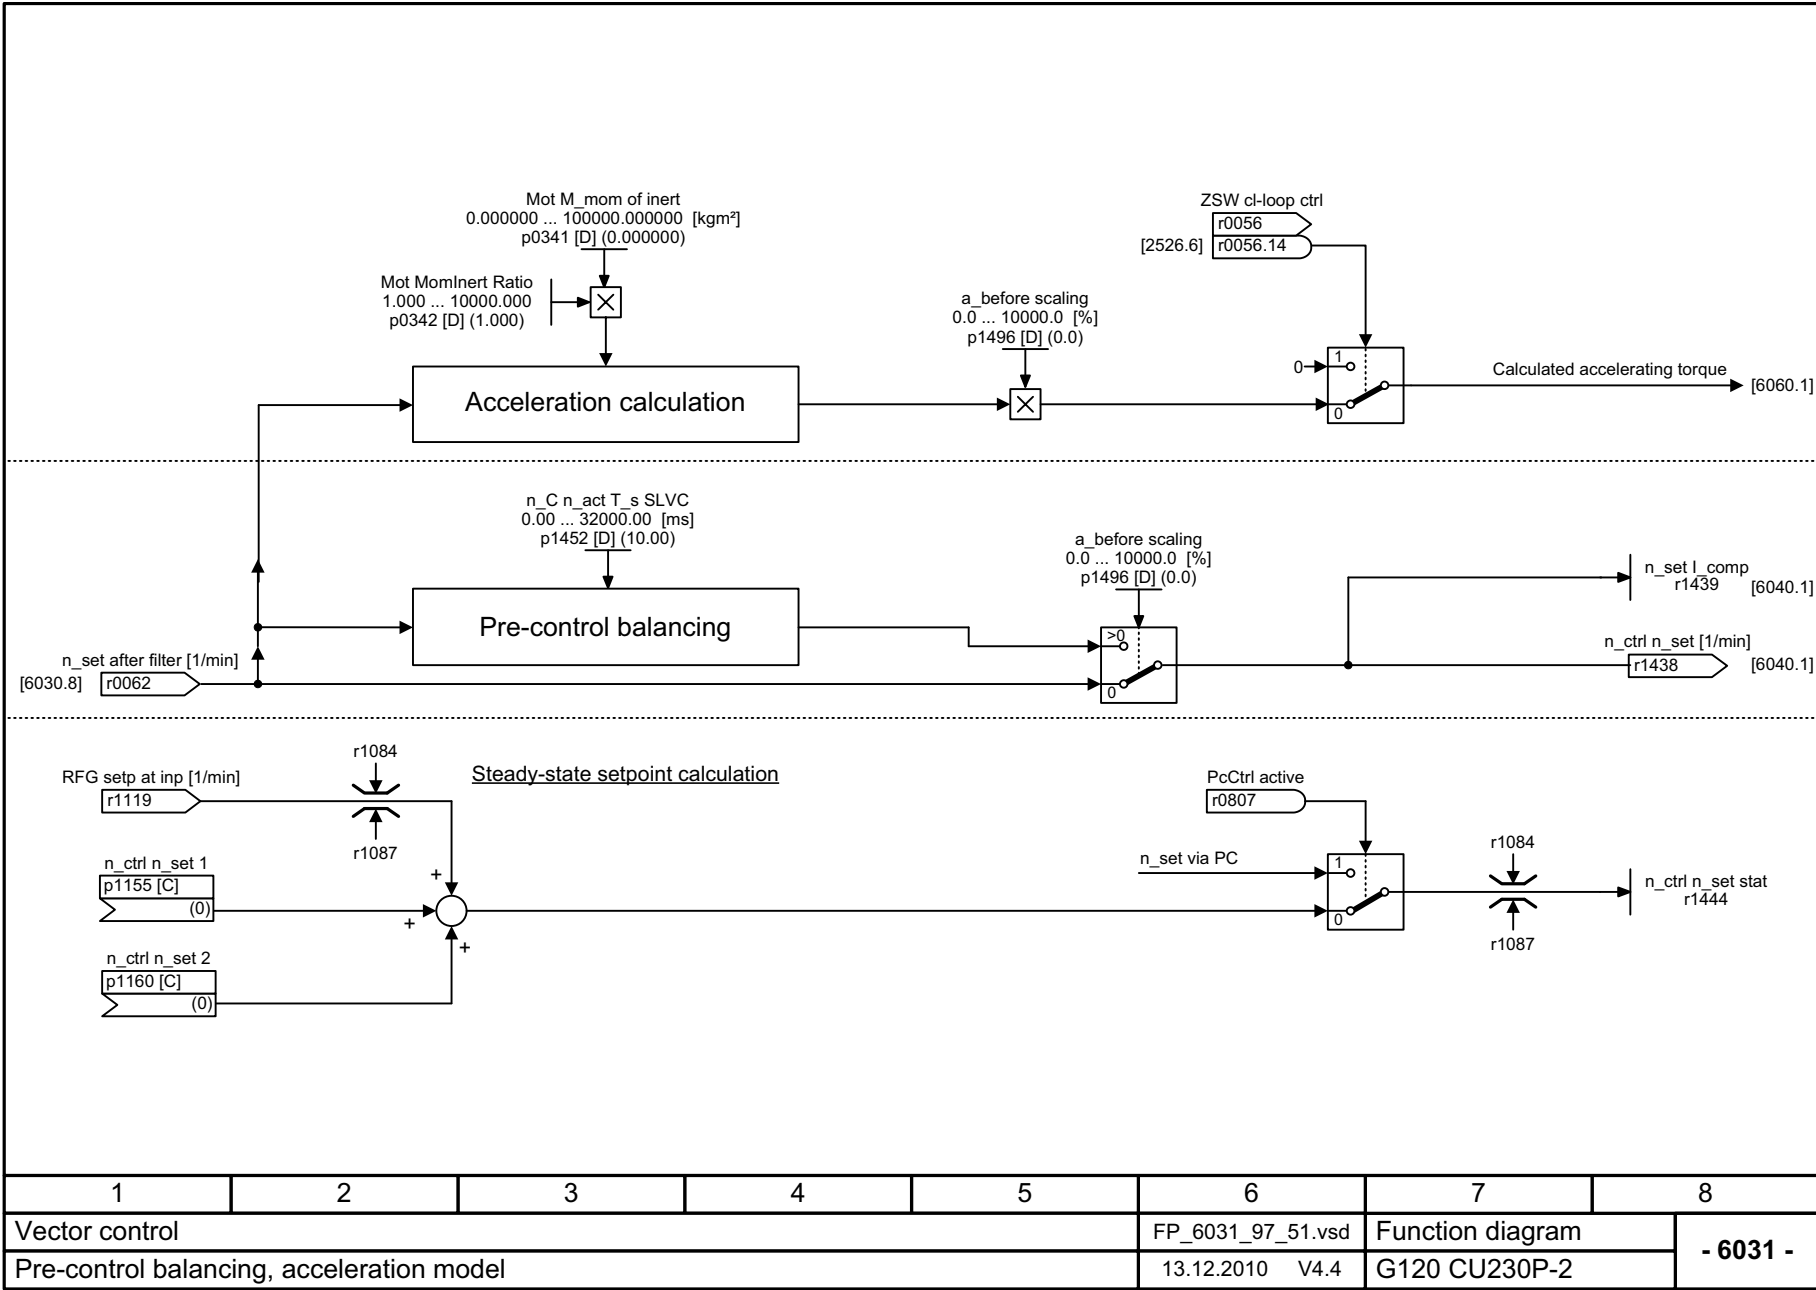 Mot M_mom of inert
0.000000 ... 100000.000000 [kgm²]
p0341 [D] (0.000000)
Mot MomInert Ratio
1.000 ... 10000.000
p0342 [D] (1.000)
ZSW cl-loop ctrl
r0056
[2526.6] r0056.14
a_before scaling
0.0 ... 10000.0 [%]
p1496 [D] (0.0)
Acceleration calculation
0
1
0
Calculated accelerating torque
[6060.1]
n_C n_act T_s SLVC
0.00 ... 32000.00 [ms]
p1452 [D] (10.00)
a_before scaling
0.0 ... 10000.0 [%]
p1496 [D] (0.0)
Pre-control balancing
>0
0
n_set I_comp
r1439 [6040.1]
n_ctrl n_set [1/min]
r1438 [6040.1]
n_set after filter [1/min]
[6030.8] r0062
r1084
RFG setp at inp [1/min]
r1119
r1087
Steady-state setpoint calculation
n_ctrl n_set 1
p1155 [C]
(0)
+
+
+
n_ctrl n_set 2
p1160 [C]
(0)
PcCtrl active
r0807
n_set via PC
1
0
r1084
r1087
n_ctrl n_set stat
r1444
1 2 3 4 5 6 7 8
Vector control FP_6031_97_51.vsd Function diagram
- 6031 -
Pre-control balancing, acceleration model 13.12.2010 V4.4 G120 CU230P-2